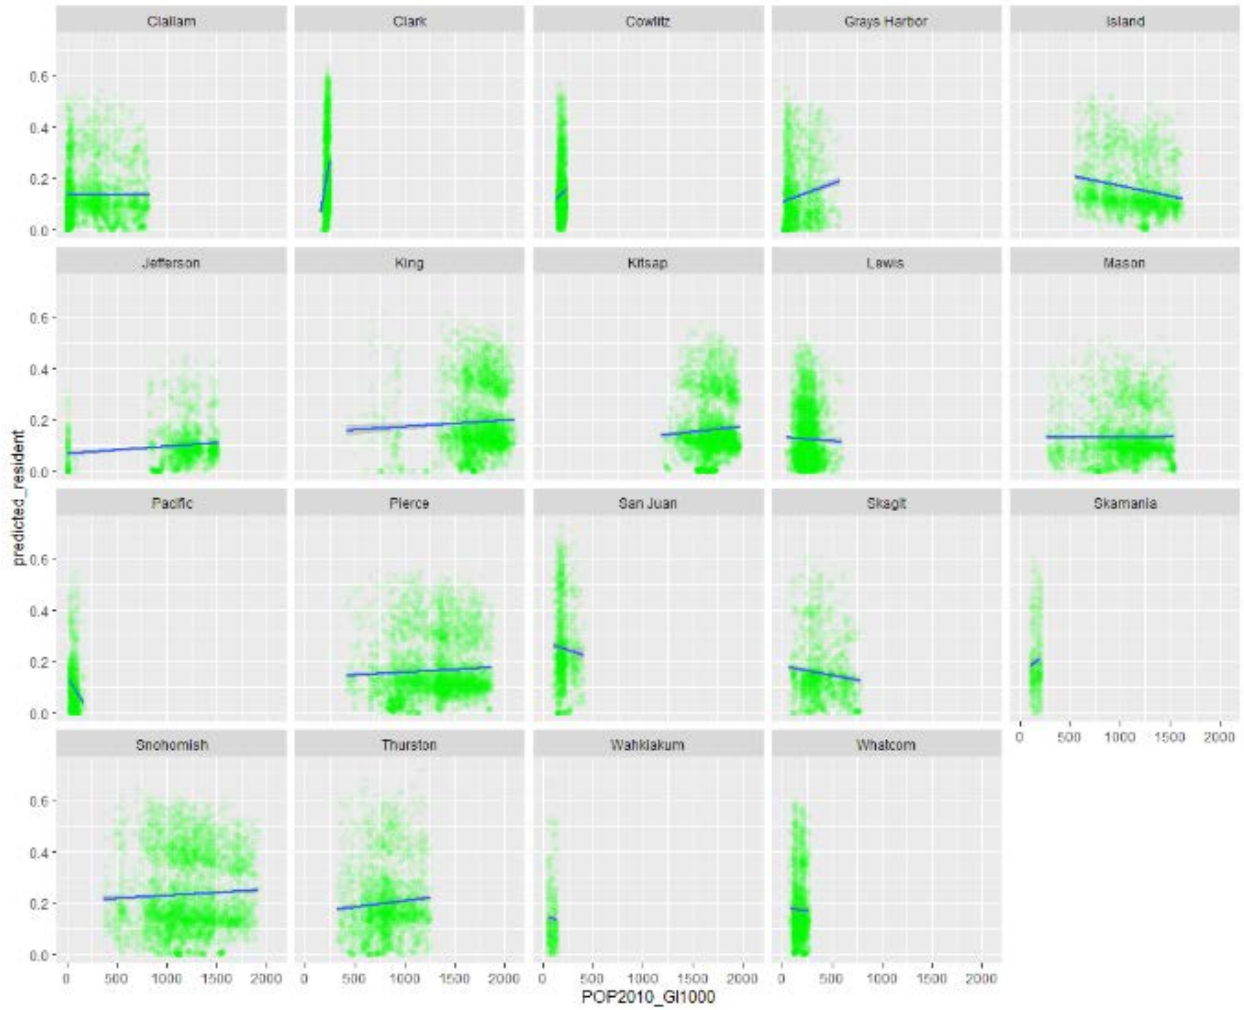 Clallam Clark Cowlitz Grays Harbor Island
0.6
0.4
0.2
0.0
Jefferson King Kitsap Lewis Mason
0.6
0.4
0.2
0.0
Pacific Pierce San Juan Skagit Skamania
0.6
0.4
0.2
0.0
0 500 1000 1500 2000
Snohomish Thurston Wahkiakum Whatcom
0.6
0.4
0.2
0.0
0 500 1000 1500 2000 0 500 1000 1500 2000 0 500 1000 1500 2000 0 500 1000 1500 2000
POP2010_GI1000
predicted_resident